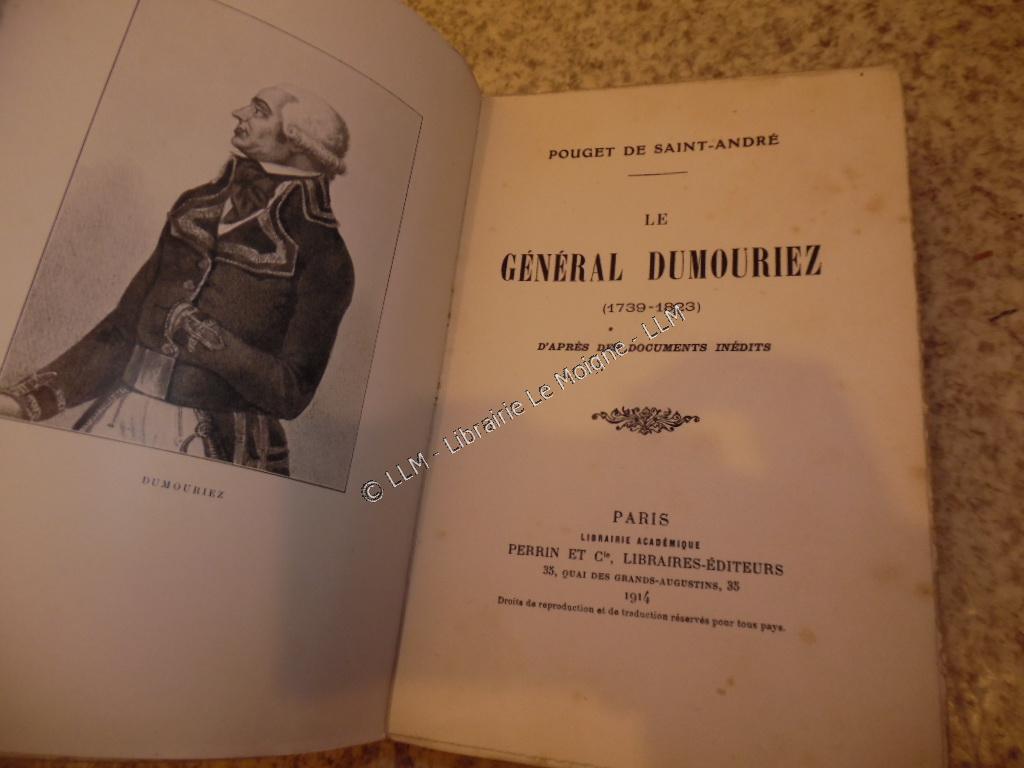 DUMOURIEZ
POUGET DE SAINT-ANDRÉ
LE
GÉNÉRAL DUMOURIEZ
(1739-1823)
D'APRÈS DES DOCUMENTS INÉDITS
PARIS
LIBRAIRIE ACADÉMIQUE
PERRIN ET Cie, LIBRAIRES-ÉDITEURS
35, QUAI DES GRANDS-AUGUSTINS, 35
1914
Droits de reproduction et de traduction réservés pour tous pays.
© LLM - Librairie Le Moigne - LLM